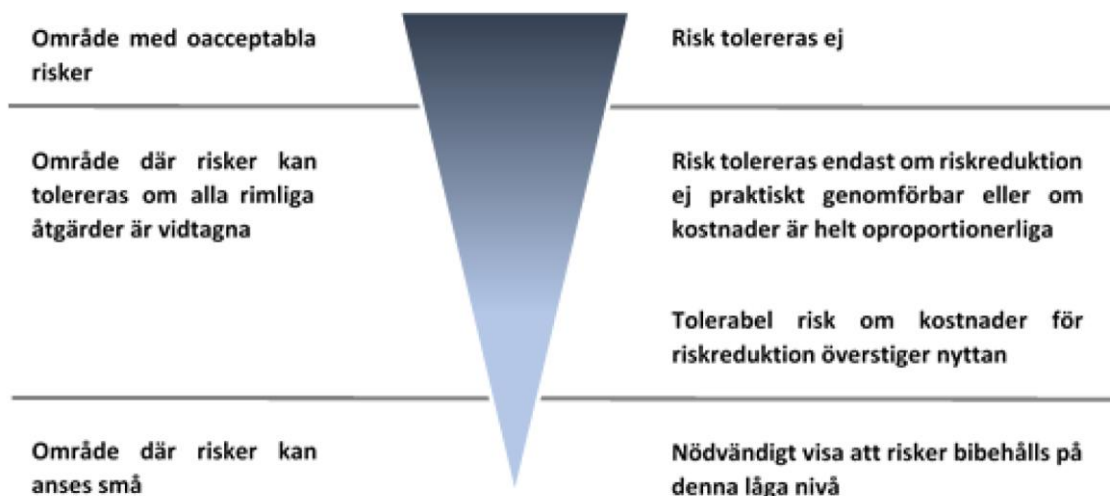 Område med oacceptabla
risker
Risk tolereras ej
Område där risker kan
tolereras om alla rimliga
åtgärder är vidtagna
Risk tolereras endast om riskreduktion
ej praktiskt genomförbar eller om
kostnader är helt oproportionerliga
Tolerabel risk om kostnader för
riskreduktion överstiger nyttan
Område där risker kan
anses små
Nödvändigt visa att risker bibehålls på
denna låga nivå